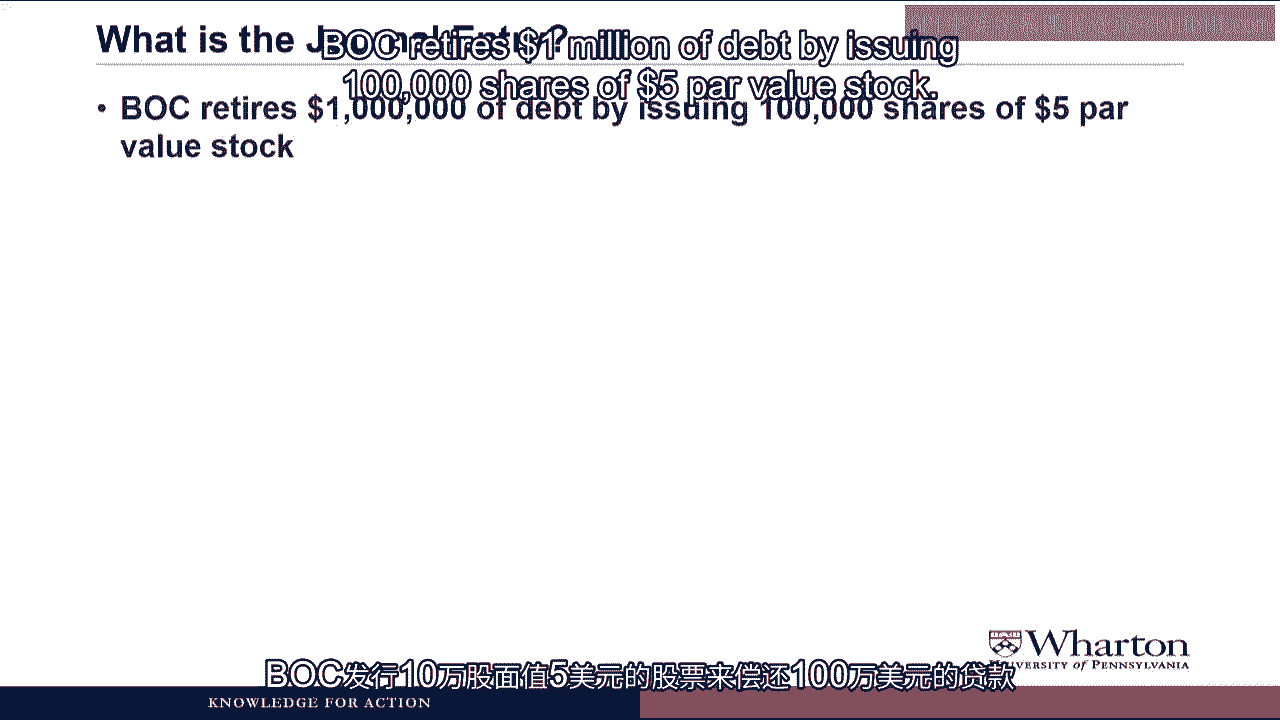 What is the Journal Entry?
BOC retires $1 million of debt by issuing
100,000 shares of $5 par value stock.
• BOC retires $1,000,000 of debt by issuing 100,000 shares of $5 par
value stock
Wharton
UNIVERSITY of PENNSYLVANIA
BOC发行10万股面值5美元的股票来偿还100万美元的贷款
KNOWLEDGE FOR ACTION